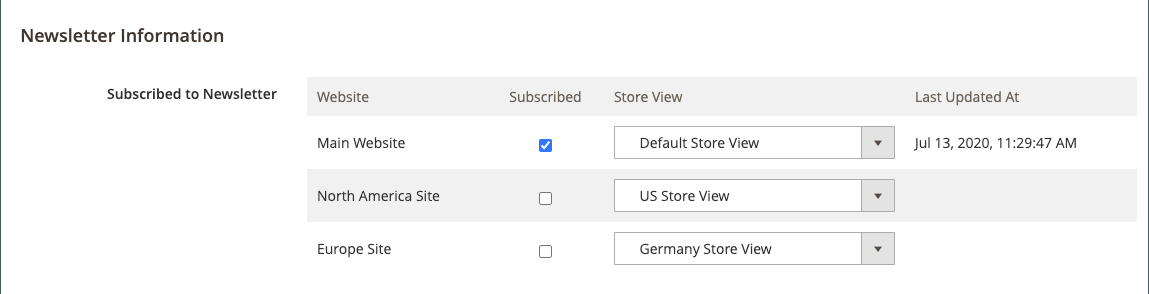 Newsletter Information
Subscribed to Newsletter
Website Subscribed Store View Last Updated At
Main Website Default Store View Jul 13, 2020, 11:29:47 AM
North America Site US Store View
Europe Site Germany Store View